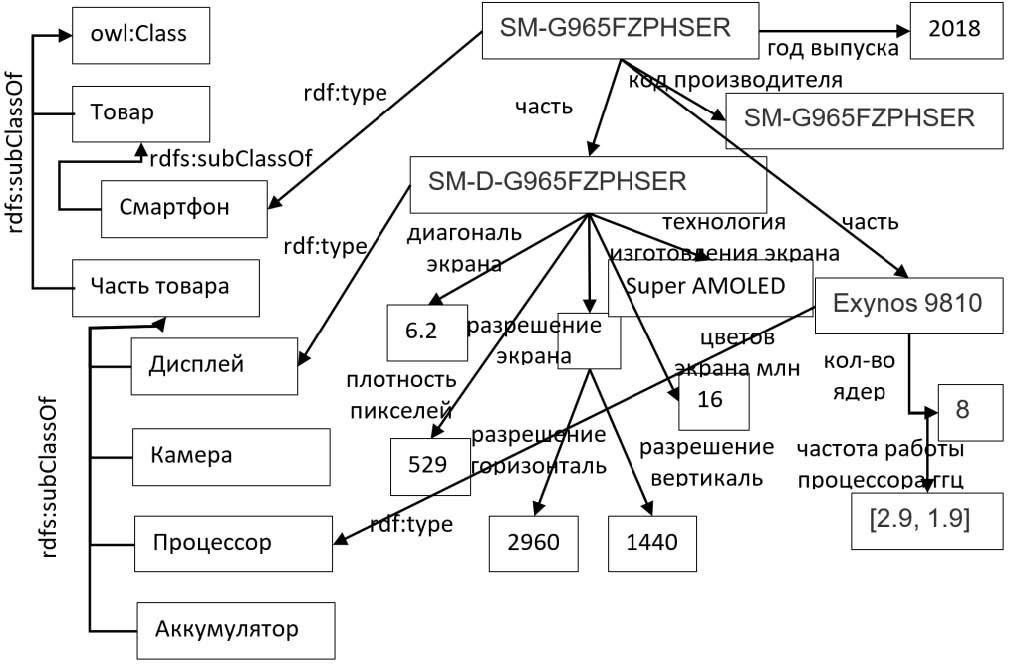 owl:Class
SM-G965FZPHSER
2018
год выпуска
rdfs:subClassOf
Товар
rdf:type
код производителя
часть
SM-G965FZPHSER
rdfs:subClassOf
SM-D-G965FZPHSER
Смартфон
rdf:type
диагональ
экрана
технология
изготовления экрана
часть
Часть товара
Super AMOLED
Exynos 9810
6.2
разрешение
экрана
цветов
экрана млн
Дисплей
кол-во
ядер
плотность
пикселей
16
8
rdfs:subClassOf
Камера
529
разрешение
горизонталь
разрешение
вертикаль
частота работы
процессора ггц
rdf:type
[2.9, 1.9]
Процессор
2960
1440
Аккумулятор